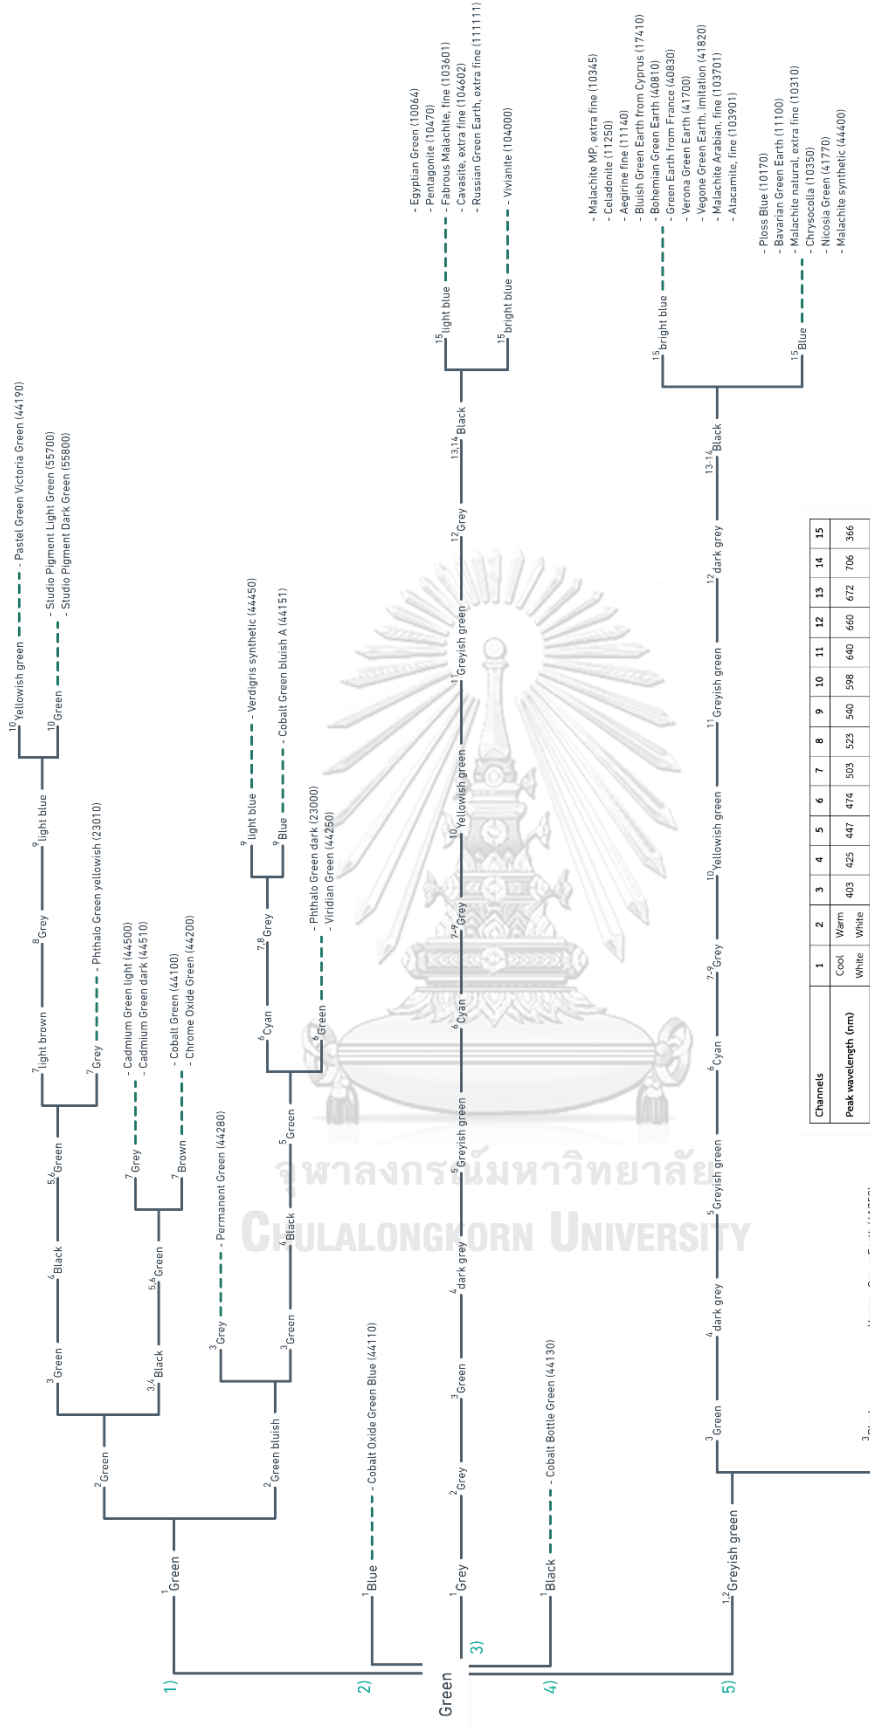 Green
1)
1 Green
2 Green
3 Green
4 Black
5,6 Green
7 light brown
8 Grey
9 light blue
10 Yellowish green
- Pastel Green Victoria Green (44190)
10 Green
- Studio Pigment Light Green (55700)
- Studio Pigment Dark Green (55800)
7 Grey
- Phthalo Green yellowish (23010)
3,4 Black
5,6 Green
7 Grey
- Cadmium Green light (44500)
- Cadmium Green dark (44510)
7 Brown
- Cobalt Green (44100)
- Chrome Oxide Green (44200)
2 Green bluish
3 Grey
- Permanent Green (44280)
3 Green
4 Black
5 Green
6 Cyan
7,8 Grey
9 light blue
- Verdigris synthetic (44450)
9 Blue
- Cobalt Green bluish A (44151)
6 Green
- Phthalo Green dark (23000)
- Viridian Green (44250)
2)
1 Blue
- Cobalt Oxide Green Blue (44110)
3)
1 Grey
2 Grey
3 Green
4 dark grey
5 Greyish green
6 Cyan
7-9 Grey
10 Yellowish green
11 Greyish green
12 Grey
13,14 Black
15 light blue
- Egyptian Green (10064)
- Pentagonite (10470)
- Fabrous Malachite, fine (103601)
- Cavasite, extra fine (104602)
- Russian Green Earth, extra fine (111111)
15 bright blue
- Vivianite (104000)
4)
1 Black
- Cobalt Bottle Green (44130)
5)
1,2 Greyish green
3 Green
4 dark grey
5 Greyish green
6 Cyan
7-9 Grey
10 Yellowish green
11 Greyish green
12 dark grey
13-14 Black
15 bright blue
- Malachite MP, extra fine (10345)
- Celadonite (11250)
- Aegirine fine (11140)
- Bluish Green Earth from Cyprus (17410)
- Bohemian Green Earth (40810)
- Green Earth from France (40830)
- Verona Green Earth (41700)
- Vegone Green Earth, imitation (41820)
- Malachite Arabian, fine (103701)
- Atacamite, fine (103901)
15 Blue
- Ploss Blue (10170)
- Bavarian Green Earth (11100)
- Malachite natural, extra fine (10310)
- Chrysocolla (10350)
- Nicosia Green (41770)
- Malachite synthetic (44400)
3
Channels 1 2 3 4 5 6 7 8 9 10 11 12 13 14 15
Peak wavelength (nm) Cool White Warm White 403 425 447 474 503 523 540 598 640 660 672 706 366
จุฬาลงกรณ์มหาวิทยาลัย
CHULALONGKORN UNIVERSITY